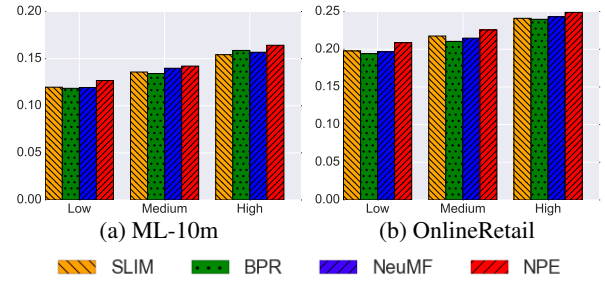 0.20
0.15
0.10
0.05
0.00
Low Medium High
(a) ML-10m
0.25
0.20
0.15
0.10
0.05
0.00
Low Medium High
(b) OnlineRetail
SLIM BPR NeuMF NPE